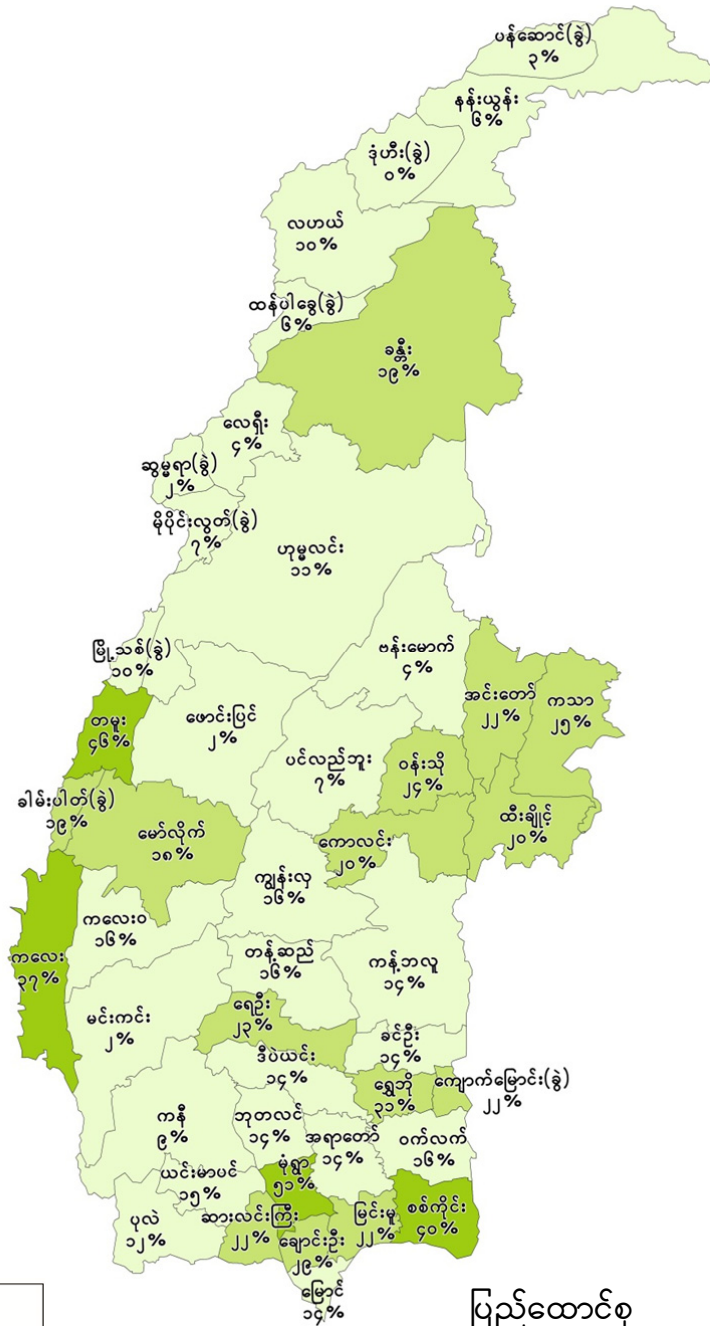 ပန်ဆောင်(ခွဲ)
၃%
နန်းယွန်း
၆%
ဒုံဟီး(ခွဲ)
၀%
လဟယ်
၁၀%
ထန်ပါခွေ(ခွဲ)
၆%
ခန္တီး
၁၉%
လေရှီး
၄%
ဆွမ္မရာ(ခွဲ)
၂%
မိုပိုင်းလွတ်(ခွဲ)
၇%
ဟုမ္မလင်း
၁၁%
မြို့သစ်(ခွဲ)
၁၀%
ဗန်းမောက်
၄%
တမူး
၄၆%
ဖောင်းပြင်
၂%
အင်းတော်
၂၂%
ကသာ
၂၅%
ပင်လည်ဘူး
၇%
ဝန်းသို
၂၄%
ခါမ်းပါတ်(ခွဲ)
၁၉%
မော်လိုက်
၁၈%
ကောလင်း
၂၀%
ထီးချိုင့်
၂၀%
ကျွန်းလှ
၁၆%
ကလေးဝ
၁၆%
ကလေး
၃၇%
တန့်ဆည်
၁၆%
ကန့်ဘလူ
၁၄%
မင်းကင်း
၂%
ရေဦး
၂၃%
ခင်ဦး
၁၄%
ဒီပဲယင်း
၁၄%
ရွှေဘို
၃၁%
ကျောက်မြောင်း(ခွဲ)
၂၂%
ကနီ
၉%
ဘုတလင်
၁၄%
အရာတော်
၁၄%
ဝက်လက်
၁၆%
ယင်းမာပင်
၁၅%
မုံရွာ
၅၁%
ပုလဲ
၁၂%
ဆားလင်းကြီး
၂၂%
ချောင်းဦး
၂၉%
မြင်းမူ
၂၂%
စစ်ကိုင်း
၄၀%
မြောင်
၁၄%
ပြည်ထောင်စု